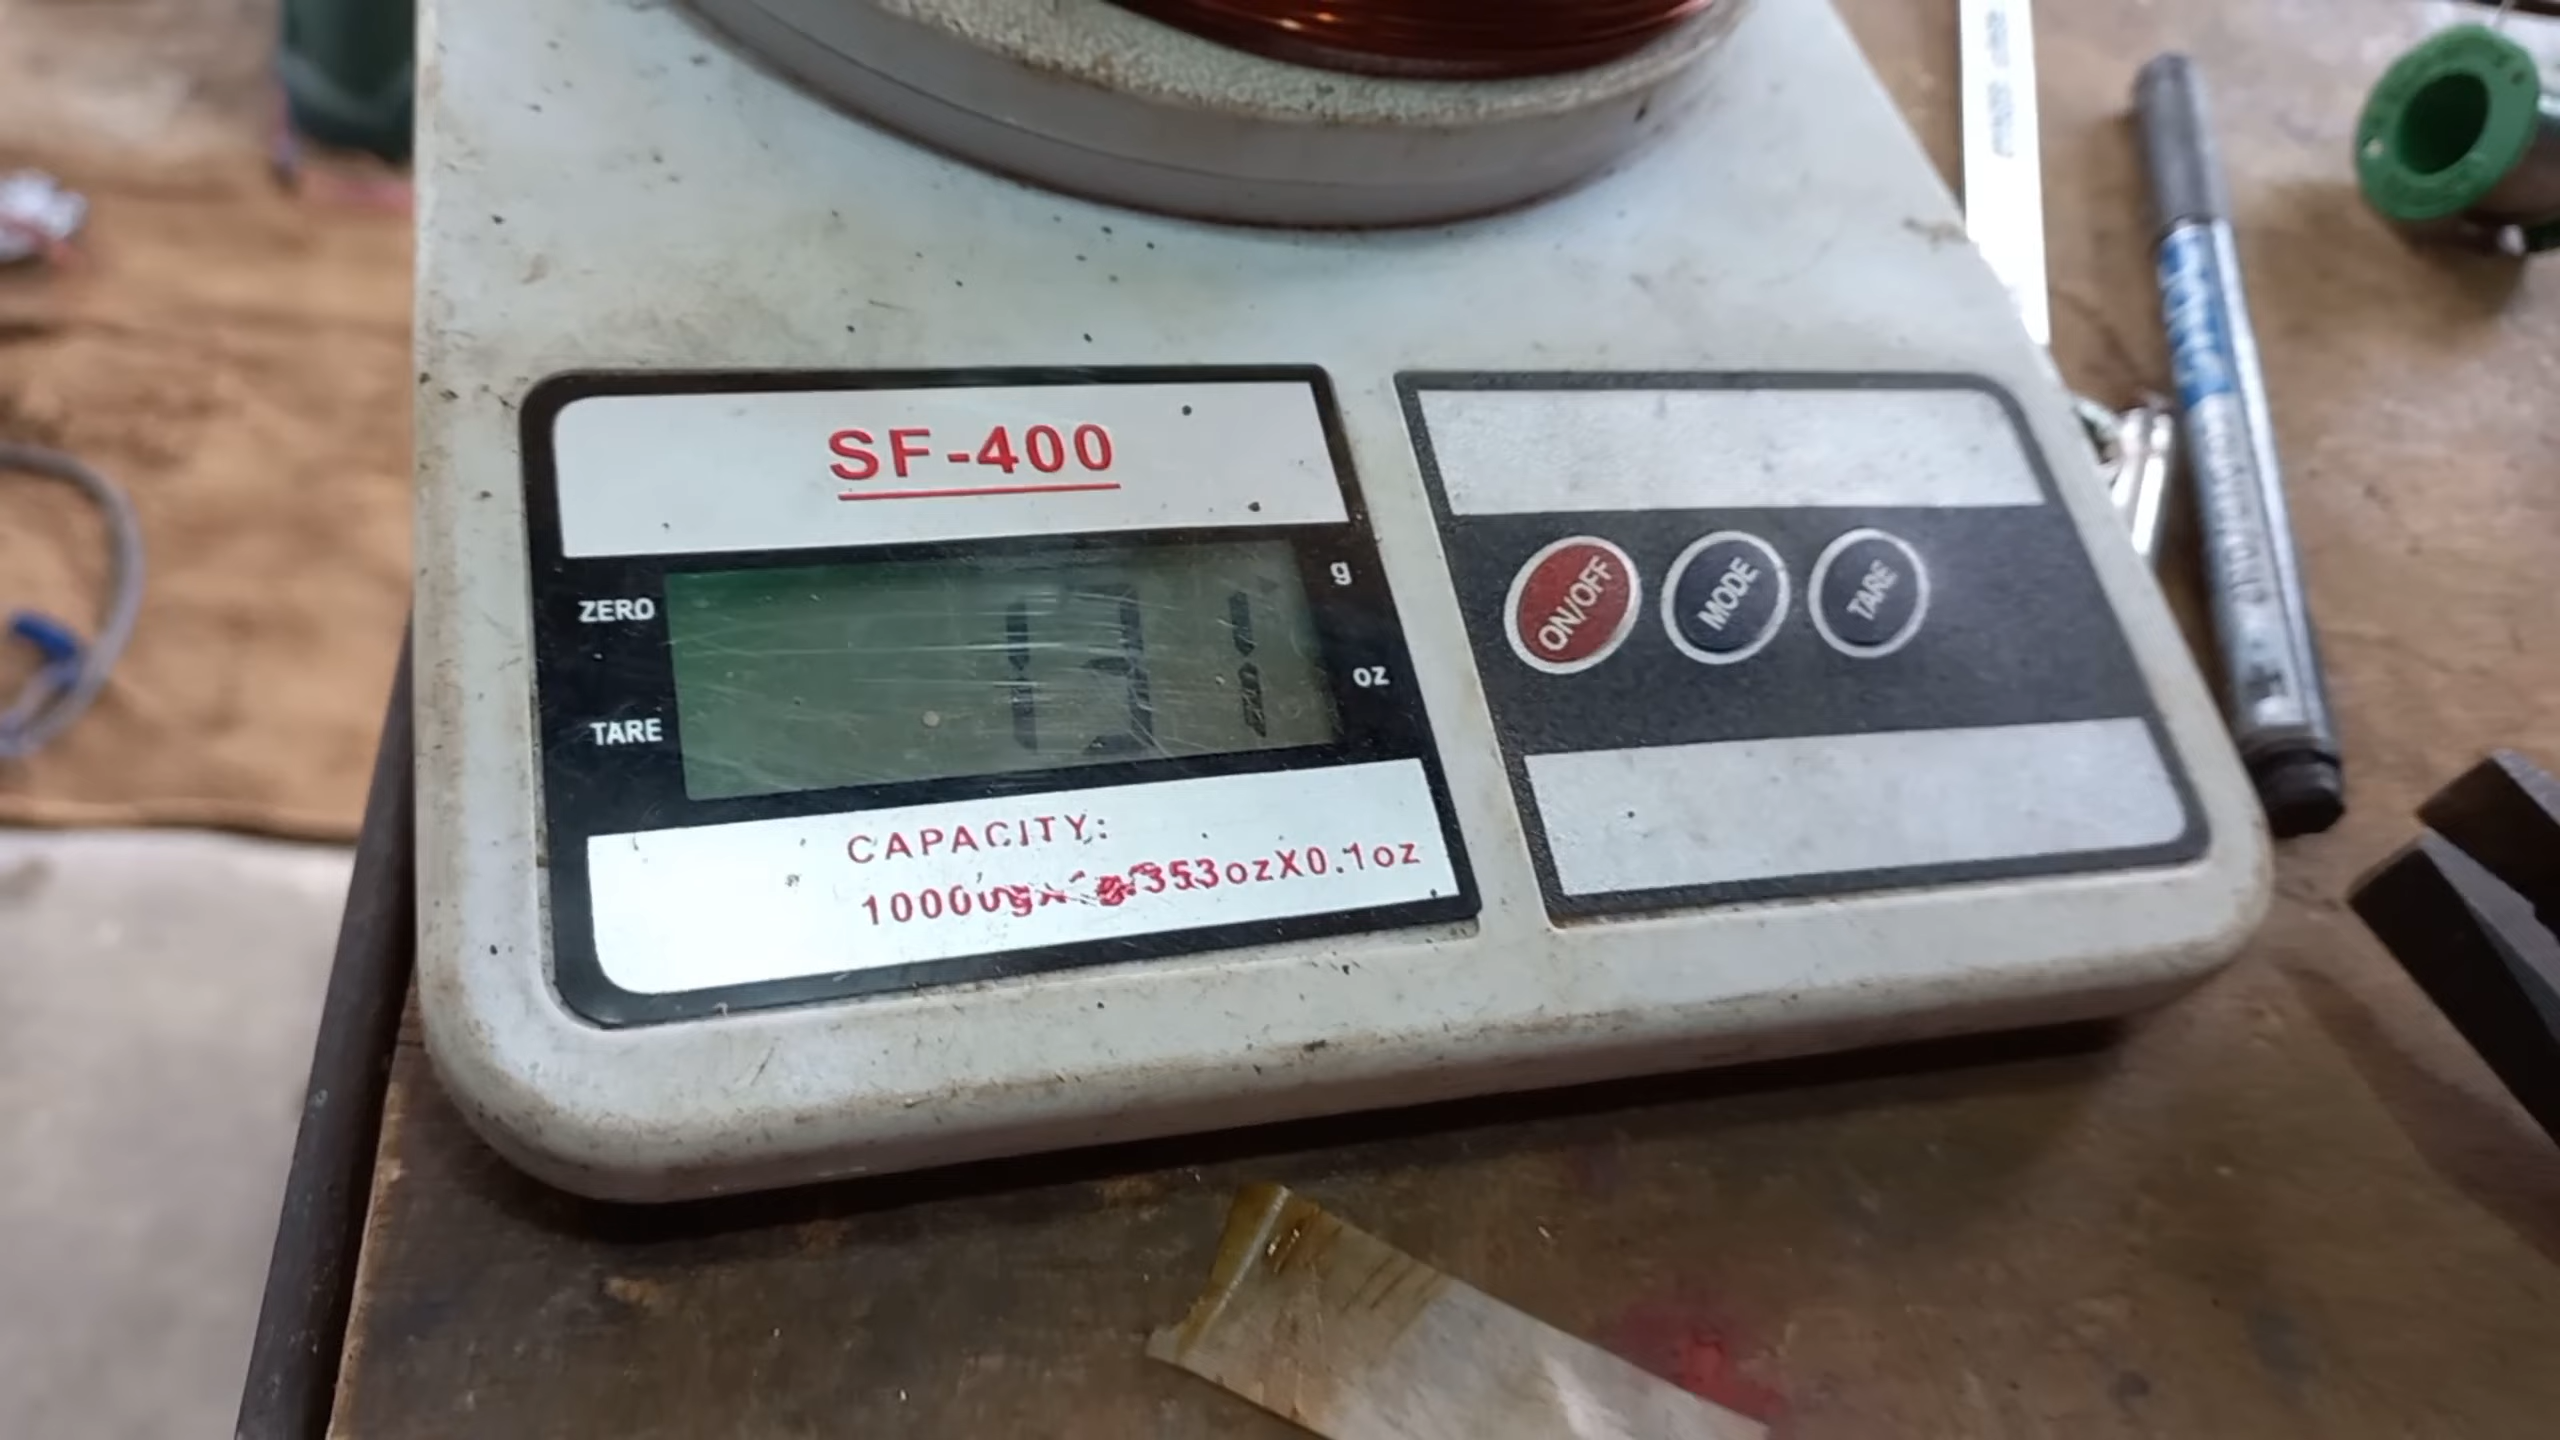 SF-400
g
ZERO
oz
TARE
CAPACITY:
353ozX0.1oz
ON/OFF
MODE
TARE